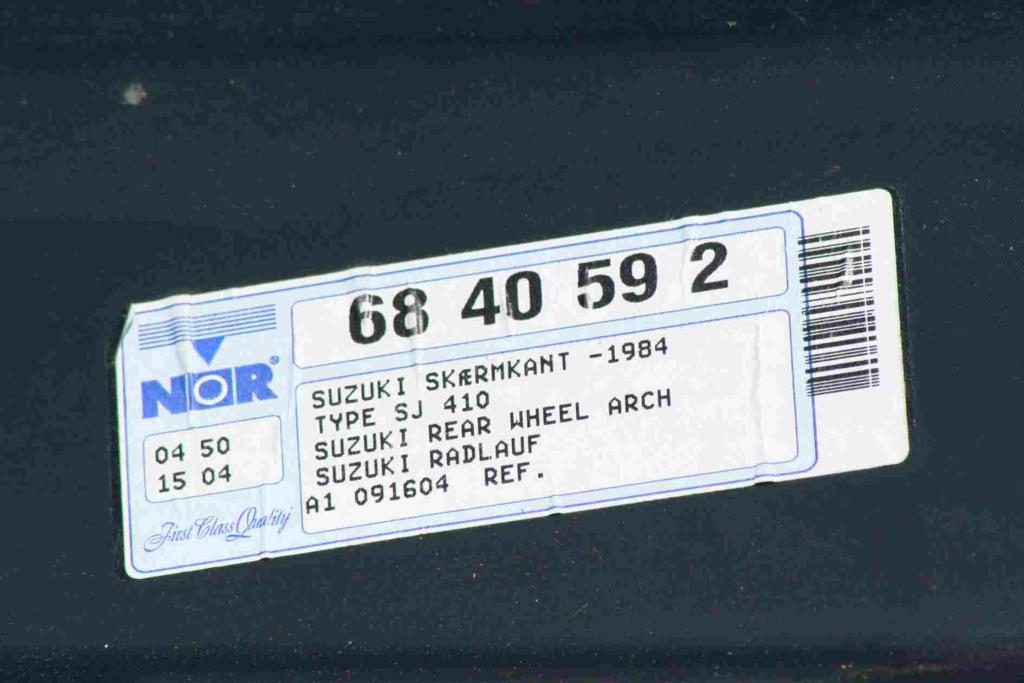 68 40 59 2
NOR®
04 50
15 04
First Class Quality
SUZUKI SKÆRMKANT -1984
TYPE SJ 410
SUZUKI REAR WHEEL ARCH
SUZUKI RADLAUF
A1 091604 REF.